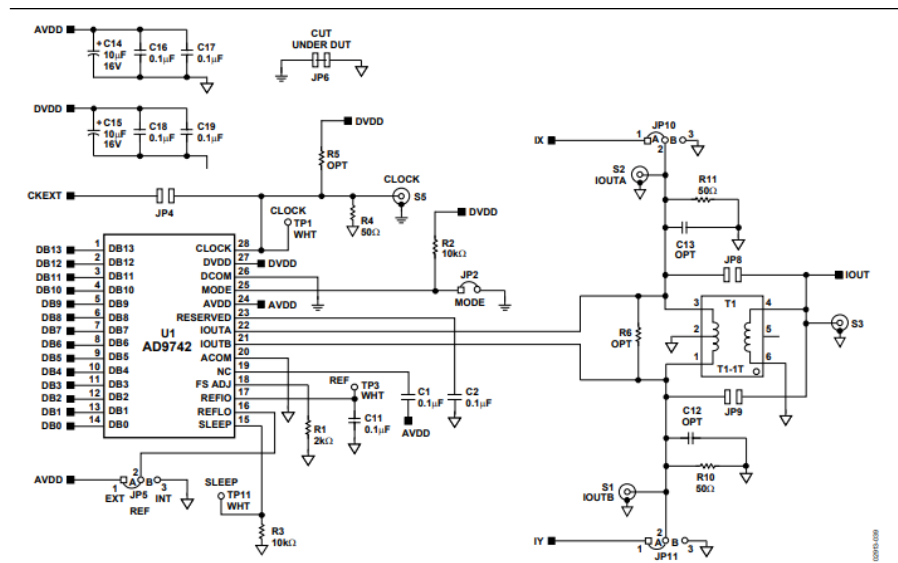 AVDD
+ C14
10µF
16V
C16
0.1µF
C17
0.1µF
CUT
UNDER DUT
JP6
DVDD
+ C15
10µF
16V
C18
0.1µF
C19
0.1µF
DVDD
R5
OPT
CKEXT
JP4
CLOCK
S5
CLOCK
TP1
WHT
R4
50Ω
DVDD
R2
10kΩ
JP2
MODE
DB13 1 DB13 CLOCK 28
DB12 2 DB12 DVDD 27 DVDD
DB11 3 DB11 DCOM 26
DB10 4 DB10 MODE 25
DB9 5 DB9 AVDD 24 AVDD
DB8 6 DB8 RESERVED 23
DB7 7 DB7 IOUTA 22
DB6 8 DB6 IOUTB 21
DB5 9 DB5 ACOM 20
DB4 10 DB4 NC 19
DB3 11 DB3 FS ADJ 18
DB2 12 DB2 REFIO 17
DB1 13 DB1 REFLO 16
DB0 14 DB0 SLEEP 15
U1
AD9742
REF
TP3
WHT
C1
0.1µF
C2
0.1µF
C11
0.1µF
AVDD
R1
2kΩ
AVDD
1 A 2 B 3
EXT JP5 INT
REF
SLEEP
TP11
WHT
R3
10kΩ
IX
JP10
1 A B 3
2
S2
IOUTA
R11
50Ω
C13
OPT
JP8
IOUT
R6
OPT
3 T1 4
2 5
1 6
T1-1T
S3
JP9
C12
OPT
R10
50Ω
S1
IOUTB
IY
2
1 A B 3
JP11
02913-039